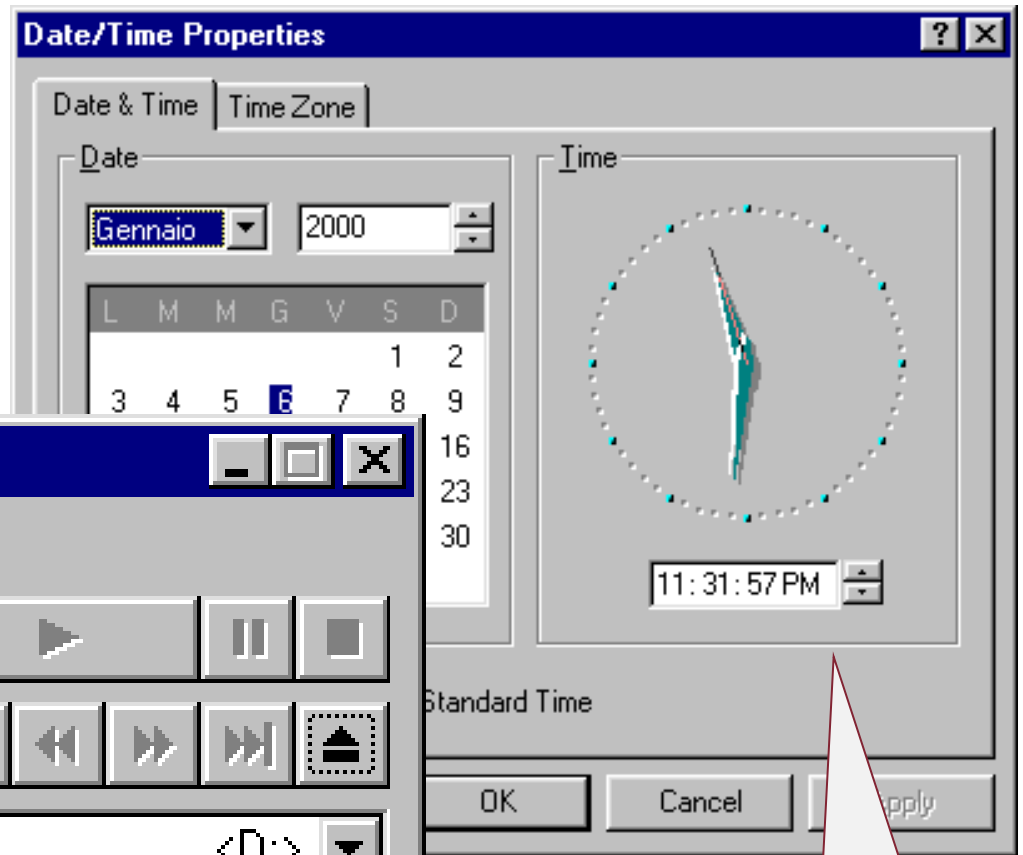 Date/Time Properties
Date & Time Time Zone
Date
Time
Gennaio 2000
L M M G V S D
1 2
3 4 5 6 7 8 9
16
23
30
11:31:57 PM
Standard Time
OK Cancel
<D:>